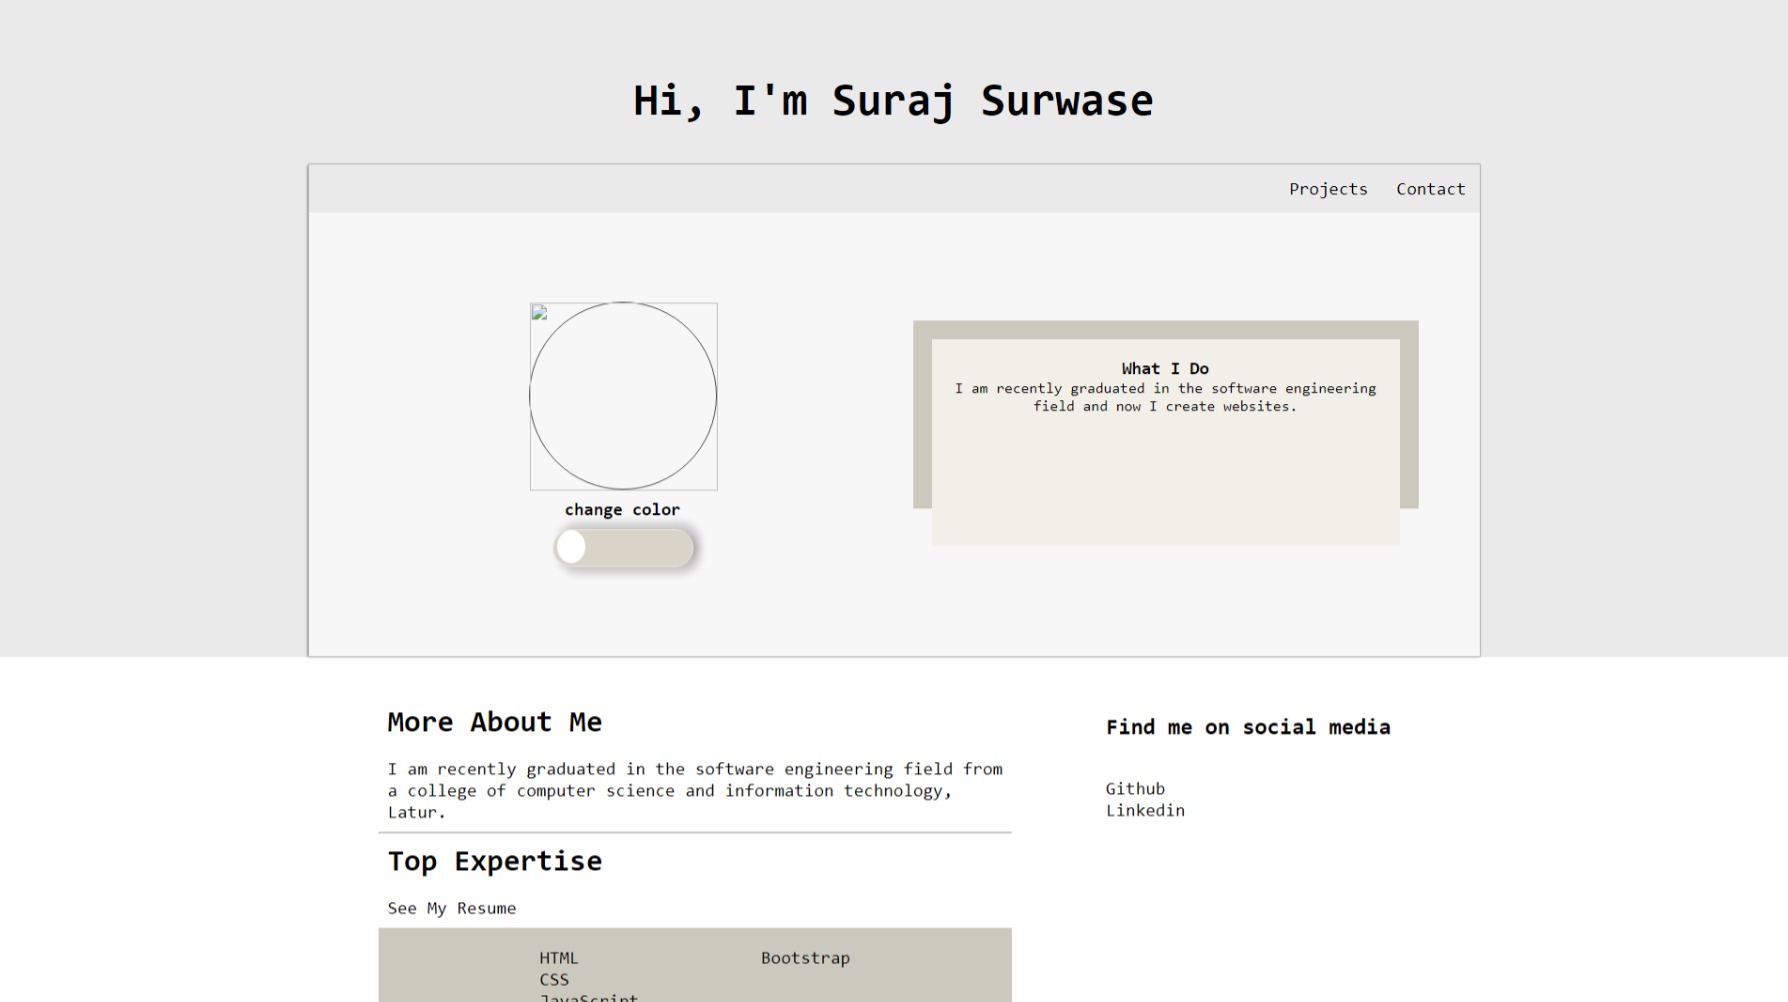 Hi, I'm Suraj Surwase
Projects Contact
change color
What I Do
I am recently graduated in the software engineering
field and now I create websites.
More About Me
I am recently graduated in the software engineering field from
a college of computer science and information technology,
Latur.
Find me on social media
Github
Linkedin
Top Expertise
See My Resume
HTML Bootstrap
CSS
JavaScript